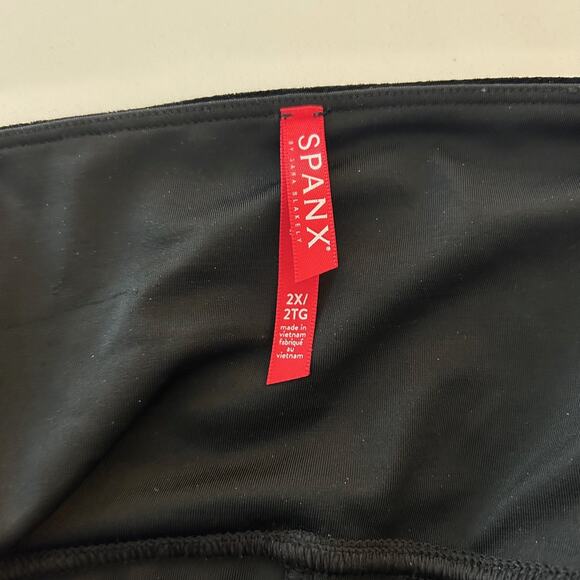 SPANX®
BY SARA BLAKELY
2X/
2TG
made in
vietnam
fabriqué
au
vietnam